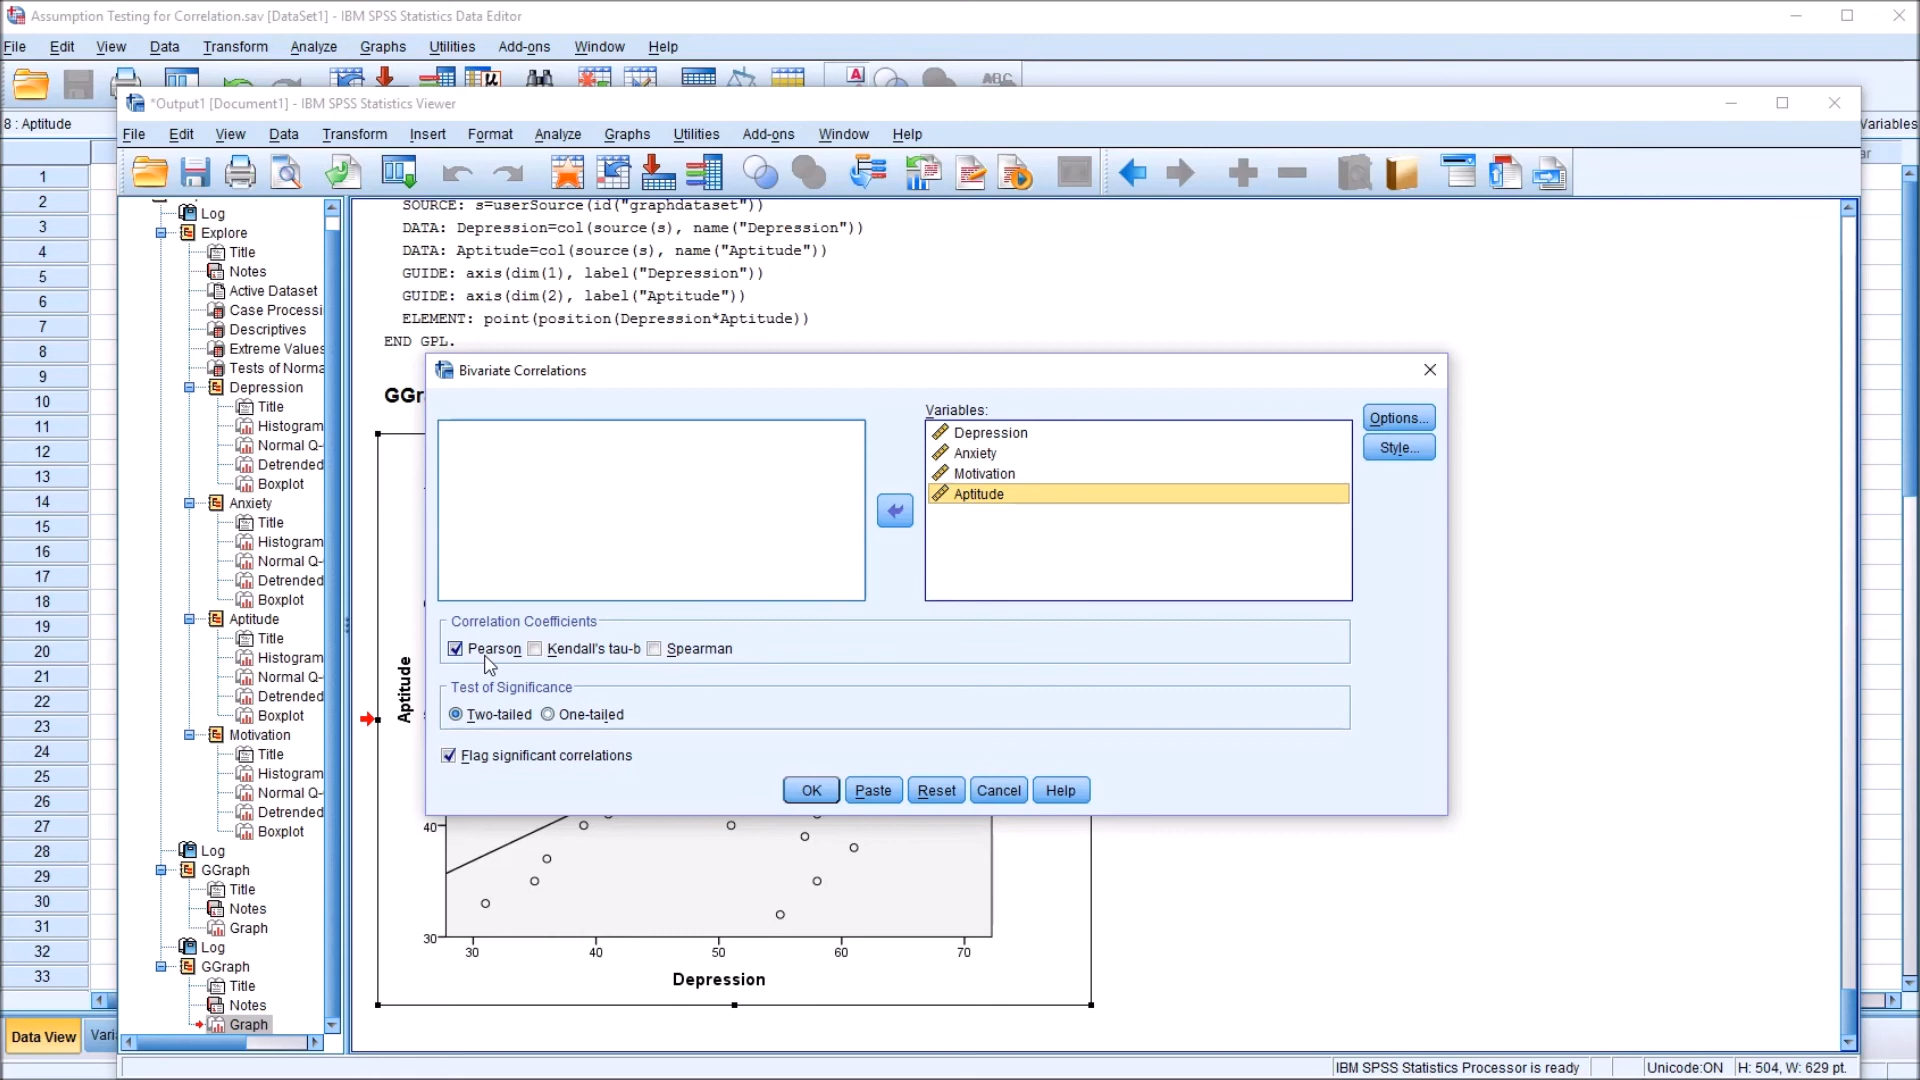 Assumption Testing for Correlation.sav [DataSet1] - IBM SPSS Statistics Data Editor
File Edit View Data Transform Analyze Graphs Utilities Add-ons Window Help
*Output1 [Document1] - IBM SPSS Statistics Viewer
8 : Aptitude
Variables
File Edit View Data Transform Insert Format Analyze Graphs Utilities Add-ons Window Help
1
2
3
4
5
6
7
8
9
10
11
12
13
14
15
16
17
18
19
20
21
22
23
24
25
26
27
28
29
30
31
32
33
Log
Explore
Title
Notes
Active Dataset
Case Processi
Descriptives
Extreme Values
Tests of Norma
Depression
Title
Histogram
Normal Q-
Detrended
Boxplot
Anxiety
Title
Histogram
Normal Q-
Detrended
Boxplot
Aptitude
Title
Histogram
Normal Q-
Detrended
Boxplot
Motivation
Title
Histogram
Normal Q-
Detrended
Boxplot
Log
GGraph
Title
Notes
Graph
Log
GGraph
Title
Notes
Graph
SOURCE: s=userSource(id("graphdataset"))
DATA: Depression=col(source(s), name("Depression"))
DATA: Aptitude=col(source(s), name("Aptitude"))
GUIDE: axis(dim(1), label("Depression"))
GUIDE: axis(dim(2), label("Aptitude"))
ELEMENT: point(position(Depression*Aptitude))
END GPL.
GGr
Bivariate Correlations
Variables:
Depression
Anxiety
Motivation
Aptitude
Options...
Style...
Correlation Coefficients
Pearson Kendall's tau-b Spearman
Test of Significance
Two-tailed One-tailed
Flag significant correlations
OK Paste Reset Cancel Help
Aptitude
40
30
30 40 50 60 70
Depression
Data View
Vari
IBM SPSS Statistics Processor is ready Unicode:ON H: 504, W: 629 pt.